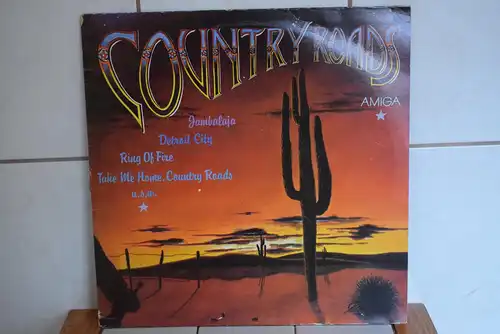 COUNTRY ROADS
AMIGA
Jambalaja
Detroit City
Ring Of Fire
Take Me Home, Country Roads
u.s.w.